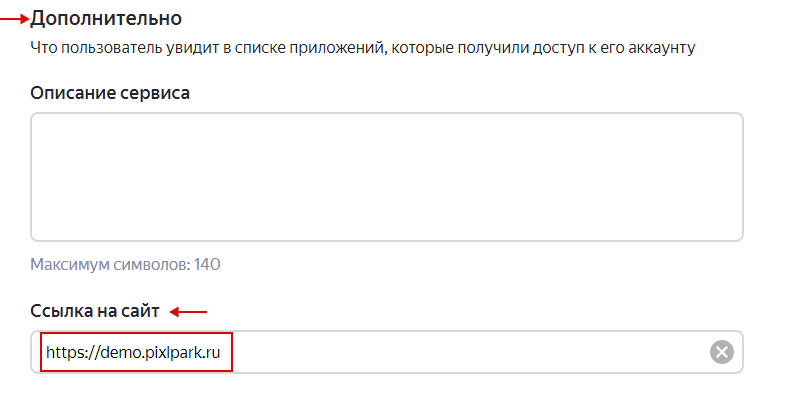 Дополнительно
Что пользователь увидит в списке приложений, которые получили доступ к его аккаунту
Описание сервиса
Максимум символов: 140
Ссылка на сайт
https://demo.pixlpark.ru